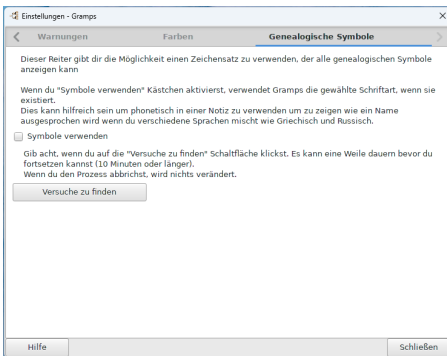 Einstellungen - Gramps
Warnungen Farben Genealogische Symbole
Dieser Reiter gibt dir die Möglichkeit einen Zeichensatz zu verwenden, der alle genealogischen Symbole
anzeigen kann
Wenn du "Symbole verwenden" Kästchen aktivierst, verwendet Gramps die gewählte Schriftart, wenn sie
existiert.
Dies kann hilfreich sein um phonetisch in einer Notiz zu verwenden um zu zeigen wie ein Name
ausgesprochen wird wenn du verschiedene Sprachen mischt wie Griechisch und Russisch.
Symbole verwenden
Gib acht, wenn du auf die "Versuche zu finden" Schaltfläche klickst. Es kann eine Weile dauern bevor du
fortsetzen kannst (10 Minuten oder länger).
Wenn du den Prozess abbrichst, wird nichts verändert.
Versuche zu finden
Hilfe Schließen